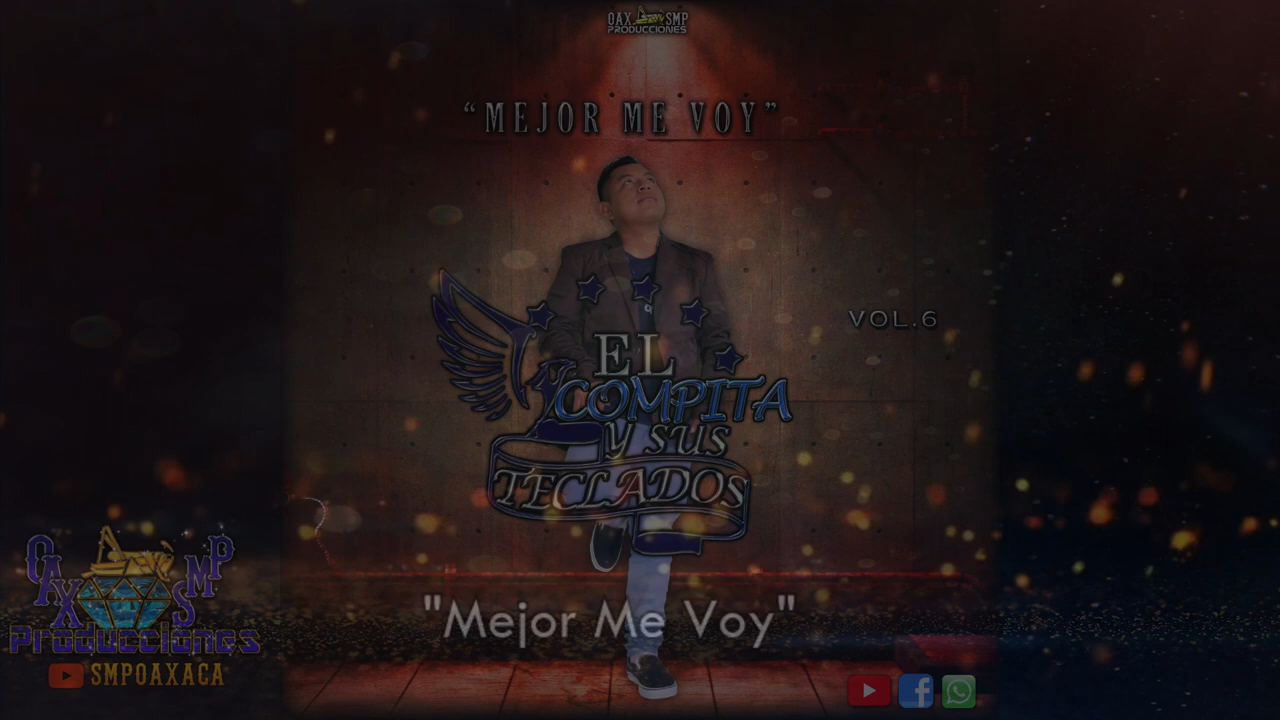 OAX SMP
PRODUCCIONES
“MEJOR ME VOY”
VOL.6
EL
COMPITA
Y SUS
TECLADOS
OAX SMP
Producciones
SMPOAXACA
"Mejor Me Voy"